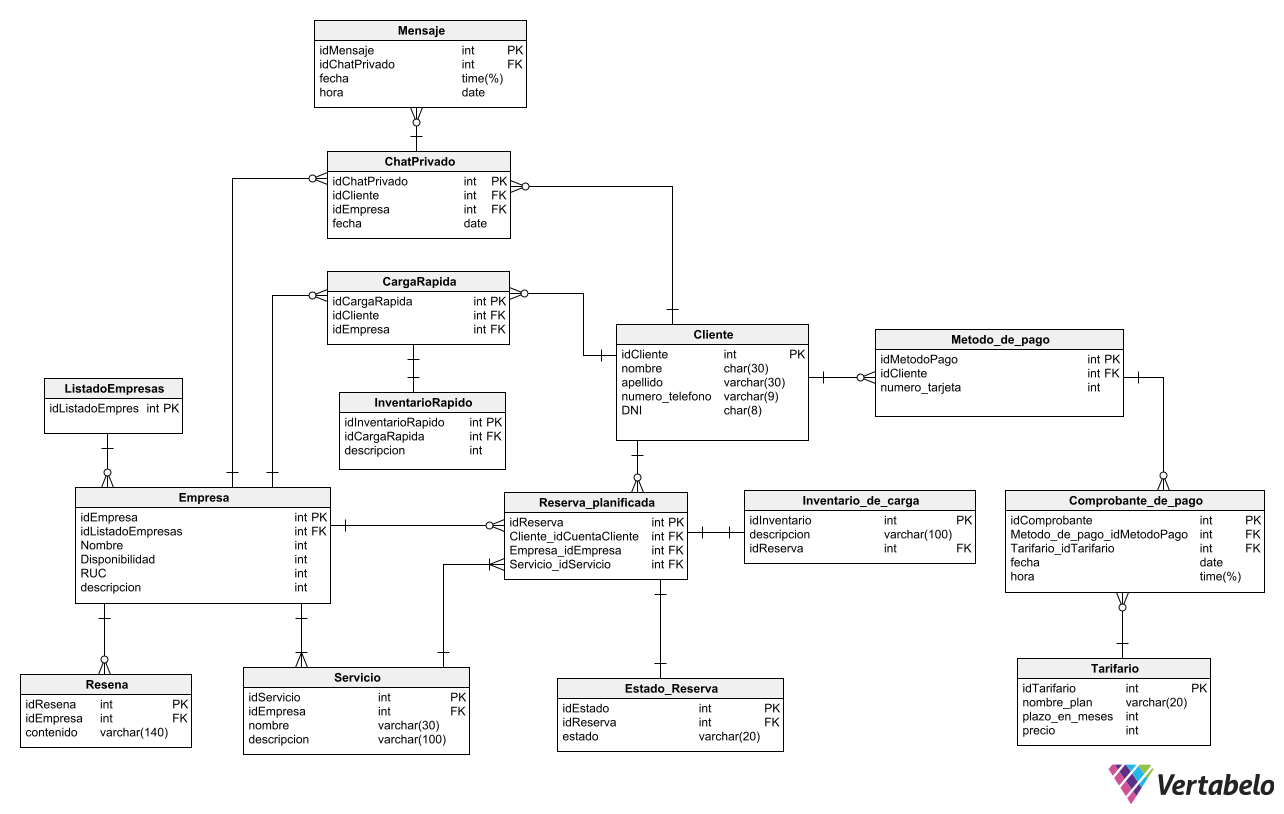 Mensaje
idMensaje int PK
idChatPrivado int FK
fecha time(%)
hora date
ChatPrivado
idChatPrivado int PK
idCliente int FK
idEmpresa int FK
fecha date
CargaRapida
idCargaRapida int PK
idCliente int FK
idEmpresa int FK
Cliente
idCliente int PK
nombre char(30)
apellido varchar(30)
numero_telefono varchar(9)
DNI char(8)
Metodo_de_pago
idMetodoPago int PK
idCliente int FK
numero_tarjeta int
ListadoEmpresas
idListadoEmpres int PK
InventarioRapido
idInventarioRapido int PK
idCargaRapida int FK
descripcion int
Empresa
idEmpresa int PK
idListadoEmpresas int FK
Nombre int
Disponibilidad int
RUC int
descripcion int
Reserva_planificada
idReserva int PK
Cliente_idCuentaCliente int FK
Empresa_idEmpresa int FK
Servicio_idServicio int FK
Inventario_de_carga
idInventario int PK
descripcion varchar(100)
idReserva int FK
Comprobante_de_pago
idComprobante int PK
Metodo_de_pago_idMetodoPago int FK
Tarifario_idTarifario int FK
fecha date
hora time(%)
Resena
idResena int PK
idEmpresa int FK
contenido varchar(140)
Servicio
idServicio int PK
idEmpresa int FK
nombre varchar(30)
descripcion varchar(100)
Estado_Reserva
idEstado int PK
idReserva int FK
estado varchar(20)
Tarifario
idTarifario int PK
nombre_plan varchar(20)
plazo_en_meses int
precio int
Vertabelo